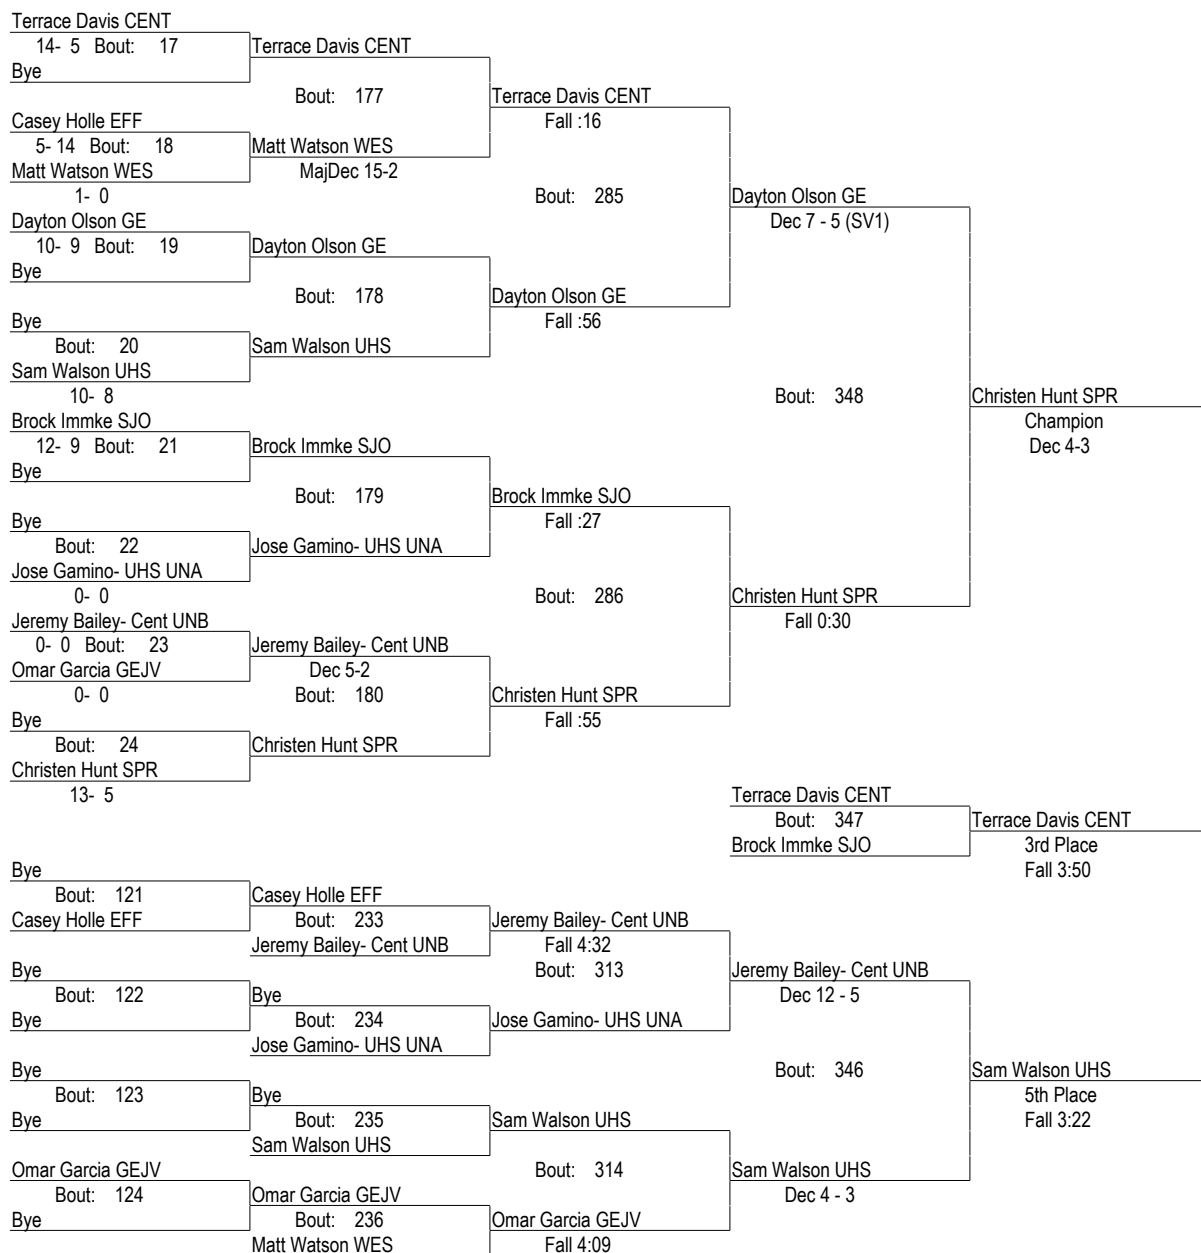 Terrace Davis CENT
14- 5 Bout: 17 Terrace Davis CENT
Bye
Bout: 177 Terrace Davis CENT
Casey Holle EFF Fall :16
5- 14 Bout: 18 Matt Watson WES
Matt Watson WES MajDec 15-2
1- 0 Bout: 285 Dayton Olson GE
Dayton Olson GE Dec 7 - 5 (SV1)
10- 9 Bout: 19 Dayton Olson GE
Bye
Bout: 178 Dayton Olson GE
Bye Fall :56
Bout: 20 Sam Walson UHS
Sam Walson UHS
10- 8 Bout: 348 Christen Hunt SPR
Brock Immke SJO Champion
12- 9 Bout: 21 Brock Immke SJO Dec 4-3
Bye
Bout: 179 Brock Immke SJO
Bye Fall :27
Bout: 22 Jose Gamino- UHS UNA
Jose Gamino- UHS UNA
0- 0 Bout: 286 Christen Hunt SPR
Jeremy Bailey- Cent UNB Fall 0:30
0- 0 Bout: 23 Jeremy Bailey- Cent UNB
Omar Garcia GEJV Dec 5-2
0- 0 Bout: 180 Christen Hunt SPR
Bye Fall :55
Bout: 24 Christen Hunt SPR
Christen Hunt SPR
13- 5 Terrace Davis CENT
Bout: 347 Terrace Davis CENT
Brock Immke SJO 3rd Place
Bye Fall 3:50
Bout: 121 Casey Holle EFF
Casey Holle EFF Bout: 233 Jeremy Bailey- Cent UNB
Jeremy Bailey- Cent UNB Fall 4:32
Bye Bout: 313 Jeremy Bailey- Cent UNB
Bout: 122 Bye Dec 12 - 5
Bye Bout: 234 Jose Gamino- UHS UNA
Jose Gamino- UHS UNA
Bye Bout: 346 Sam Walson UHS
Bout: 123 Bye 5th Place
Bye Bout: 235 Sam Walson UHS Fall 3:22
Sam Walson UHS
Omar Garcia GEJV Bout: 314 Sam Walson UHS
Bout: 124 Omar Garcia GEJV Dec 4 - 3
Bye Bout: 236 Omar Garcia GEJV
Matt Watson WES Fall 4:09